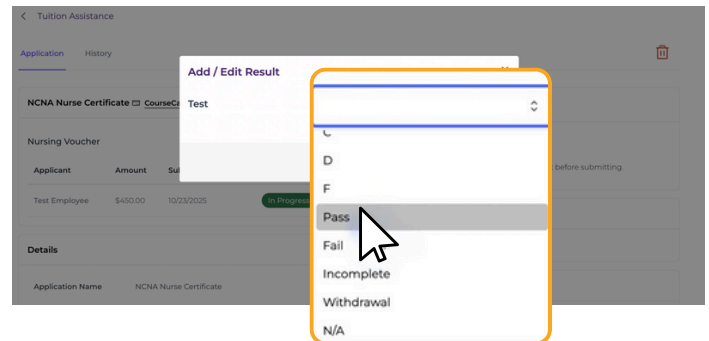 Tuition Assistance
Application History
Add / Edit Result
NCNA Nurse Certificate
Test
Nursing Voucher
C
D
before submitting
Applicant Amount
F
Test Employee $450.00 10/23/2025 In Progress
Pass
Fail
Details
Incomplete
Application Name NCNA Nurse Certificate
Withdrawal
N/A